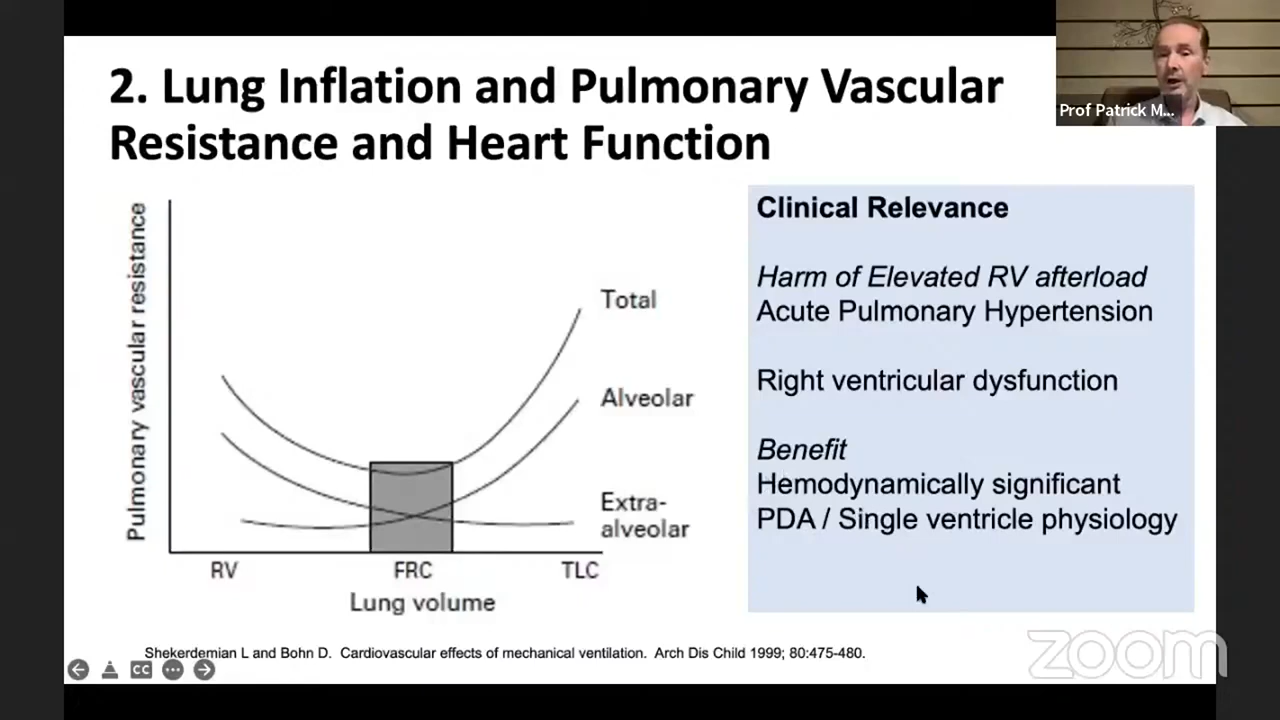 2. Lung Inflation and Pulmonary Vascular
Resistance and Heart Function
Prof Patrick M...
Pulmonary vascular resistance
Total
Alveolar
Extra-
alveolar
RV
FRC
TLC
Lung volume
Clinical Relevance
Harm of Elevated RV afterload
Acute Pulmonary Hypertension
Right ventricular dysfunction
Benefit
Hemodynamically significant
PDA / Single ventricle physiology
Shekerdemian L and Bohn D. Cardiovascular effects of mechanical ventilation. Arch Dis Child 1999; 80:475-480.
CC
zoom